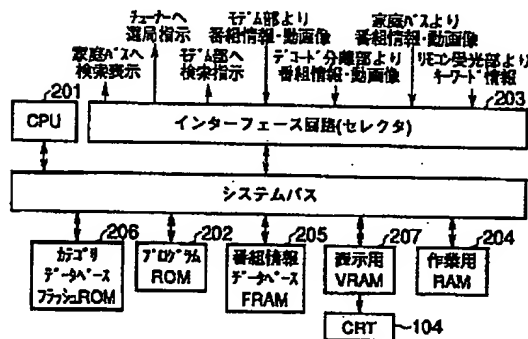 チューナーへ
選局指示
モデム部より
番組情報・動画像
家庭バスより
番組情報・動画像
家庭バスへ
検索表示
モデム部へ
検索指示
デコード分離部より
番組情報・動画像
リモコン受光部より
キーワード情報
201
CPU
203
インターフェース回路(セレクタ)
システムバス
206
カテゴリ
データベース
フラッシュROM
202
プログラム
ROM
205
番組情報
データベース
FRAM
207
表示用
VRAM
204
作業用
RAM
CRT
104